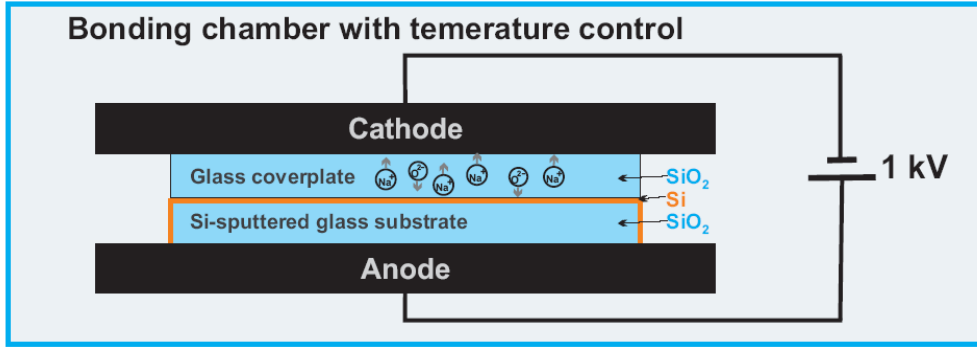 Bonding chamber with temerature control
Cathode
Glass coverplate
Na⁺
O²⁻
Na⁺
Na⁺
O²⁻
Na⁺
SiO₂
Si
Si-sputtered glass substrate
SiO₂
Anode
1 kV